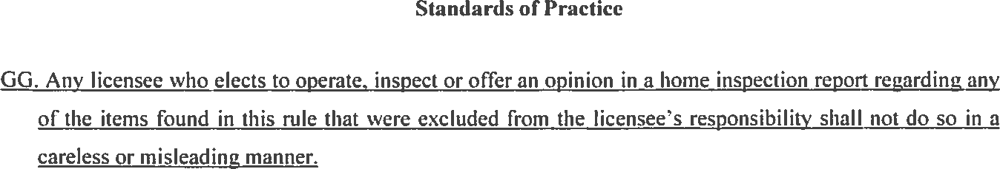 Standards of Practice
GG. Any licensee who elects to operate, inspect or offer an opinion in a home inspection report regarding any
of the items found in this rule that were excluded from the licensee's responsibility shall not do so in a
careless or misleading manner.